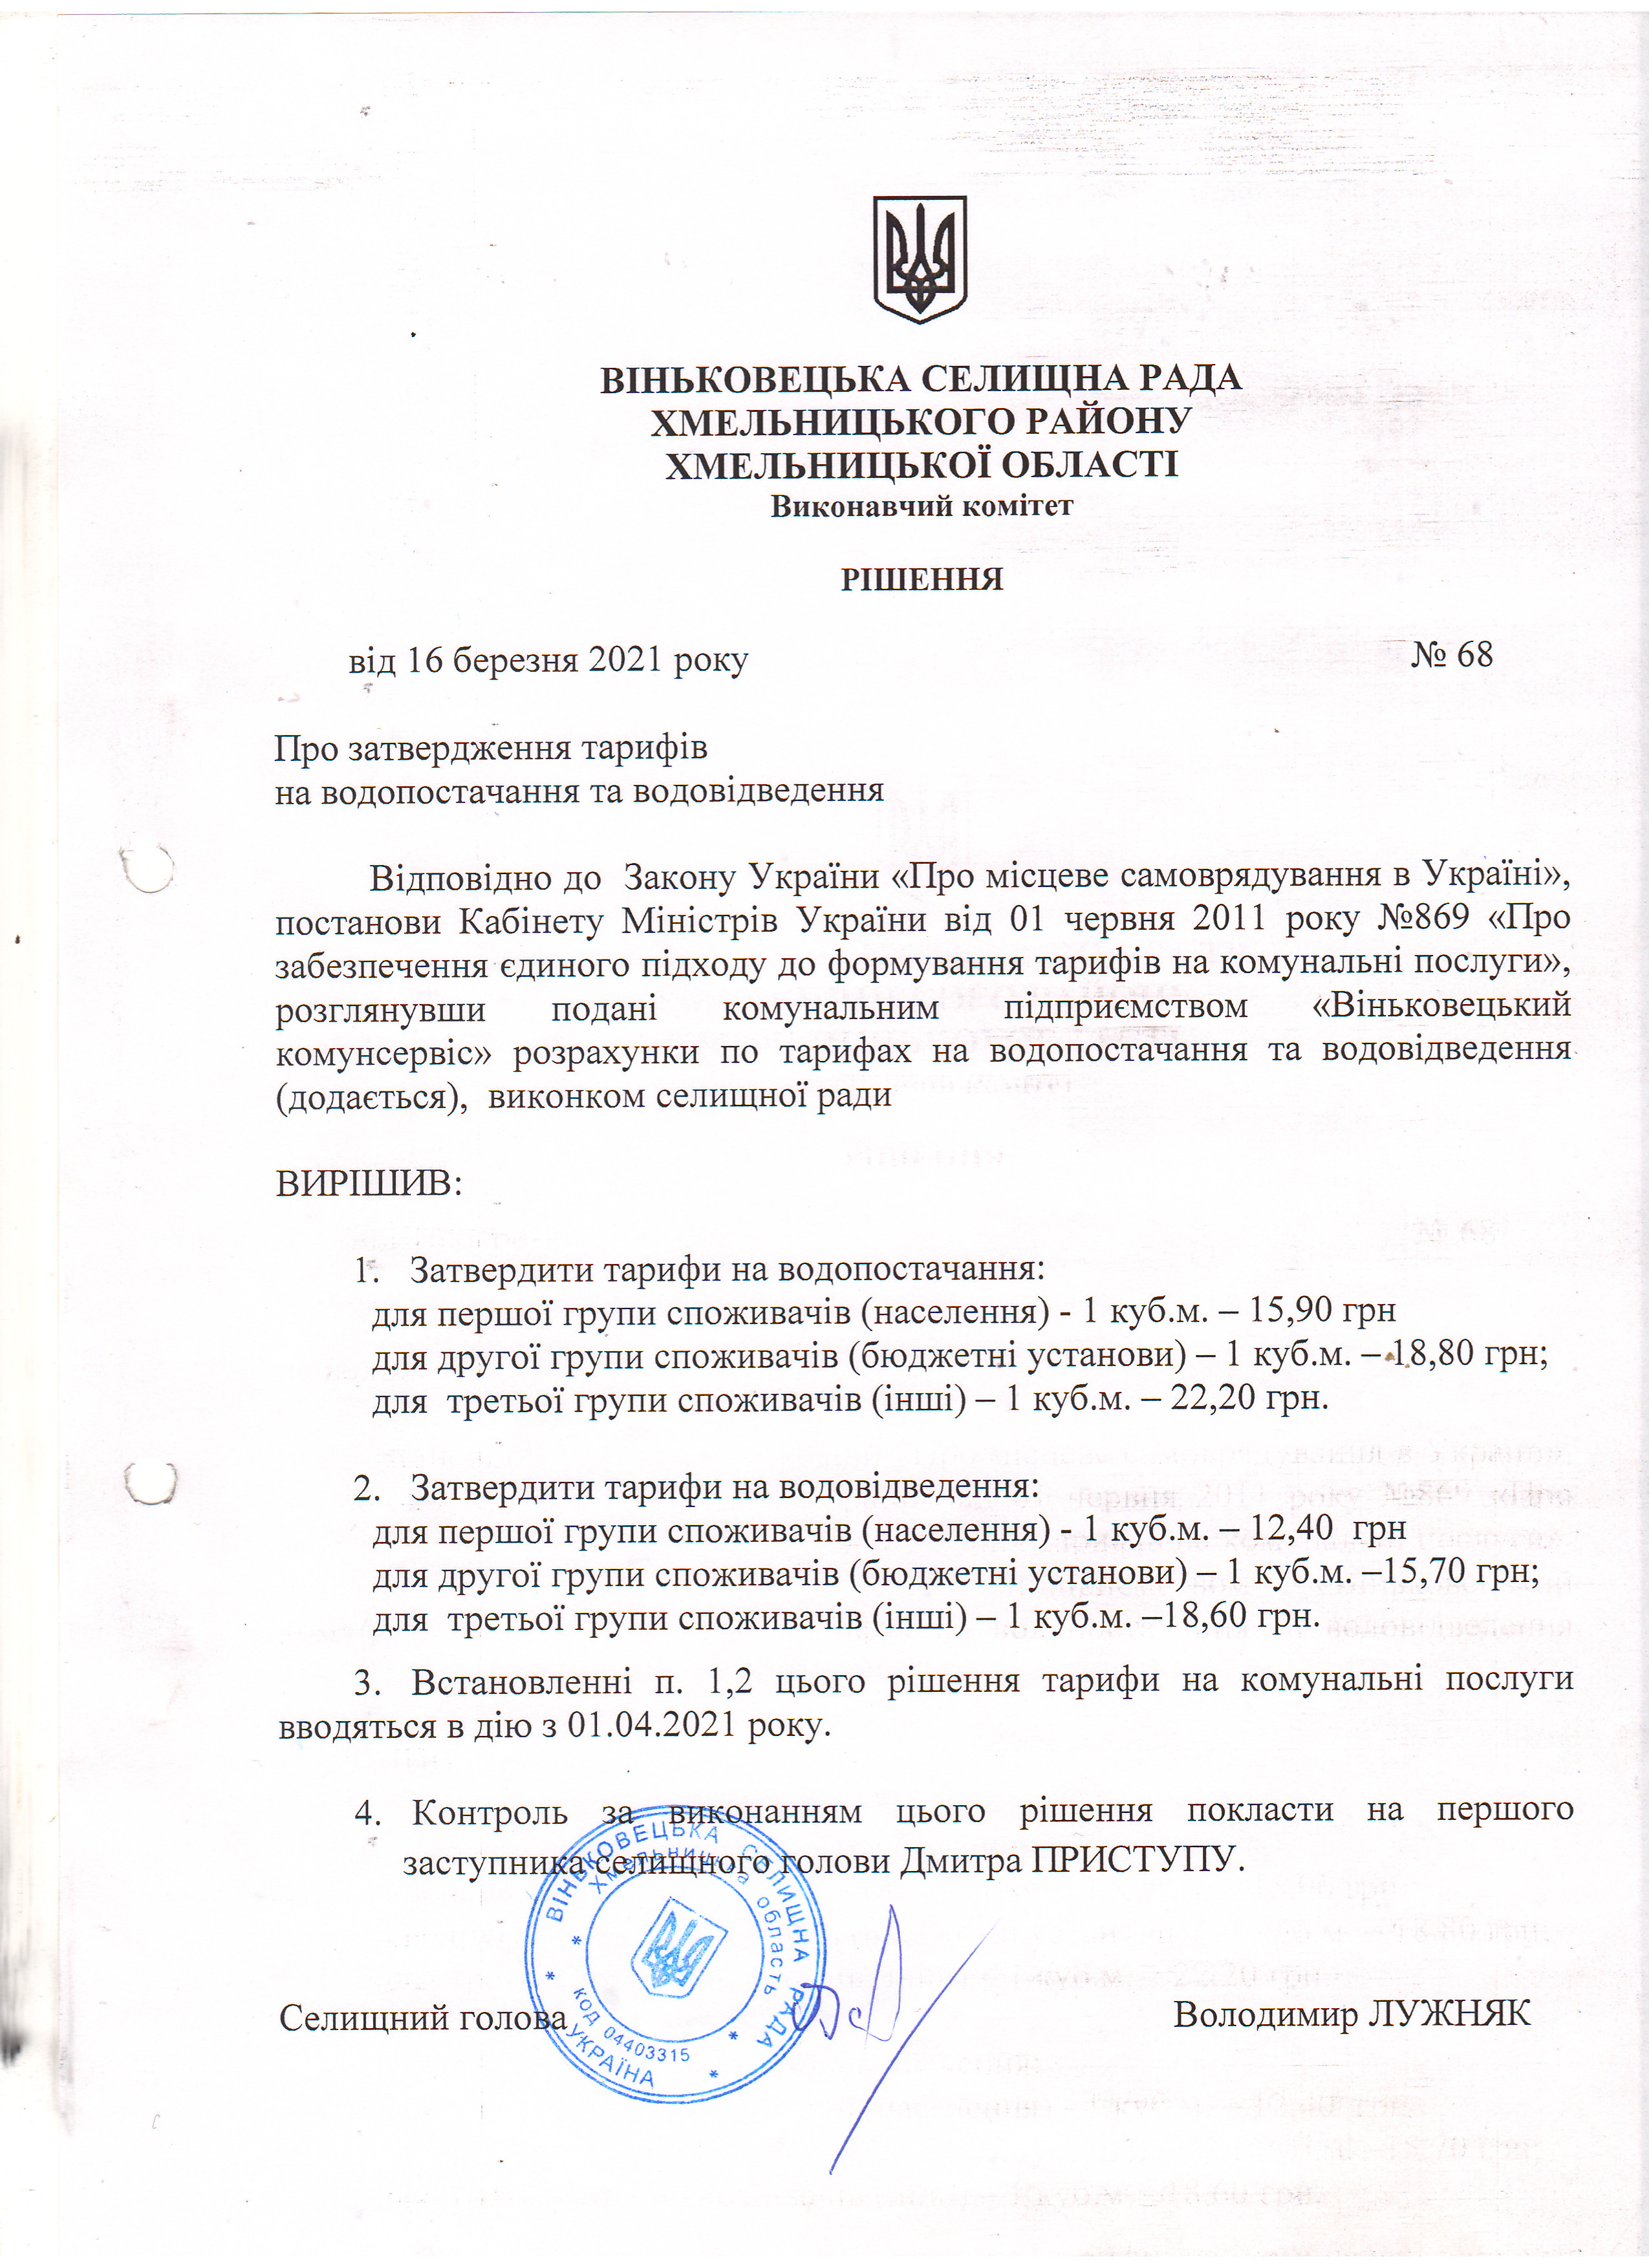 ВІНЬКОВЕЦЬКА СЕЛИЩНА РАДА
ХМЕЛЬНИЦЬКОГО РАЙОНУ
ХМЕЛЬНИЦЬКОЇ ОБЛАСТІ
Виконавчий комітет
РІШЕННЯ
від 16 березня 2021 року № 68
Про затвердження тарифів
на водопостачання та водовідведення
Відповідно до Закону України «Про місцеве самоврядування в Україні»,
постанови Кабінету Міністрів України від 01 червня 2011 року №869 «Про
забезпечення єдиного підходу до формування тарифів на комунальні послуги»,
розглянувши подані комунальним підприємством «Віньковецький
комунсервіс» розрахунки по тарифах на водопостачання та водовідведення
(додається), виконком селищної ради
ВИРІШИВ:
1. Затвердити тарифи на водопостачання:
для першої групи споживачів (населення) - 1 куб.м. – 15,90 грн
для другої групи споживачів (бюджетні установи) – 1 куб.м. – 18,80 грн;
для третьої групи споживачів (інші) – 1 куб.м. – 22,20 грн.
2. Затвердити тарифи на водовідведення:
для першої групи споживачів (населення) - 1 куб.м. – 12,40 грн
для другої групи споживачів (бюджетні установи) – 1 куб.м. –15,70 грн;
для третьої групи споживачів (інші) – 1 куб.м. –18,60 грн.
3. Встановленні п. 1,2 цього рішення тарифи на комунальні послуги
вводяться в дію з 01.04.2021 року.
4. Контроль за виконанням цього рішення покласти на першого
заступника селищного голови Дмитра ПРИСТУПУ.
Селищний голова Володимир ЛУЖНЯК
* ВІНЬКОВЕЦЬКА СЕЛИЩНА РАДА *
УКРАЇНА
* Хмельницька область *
код 04403315